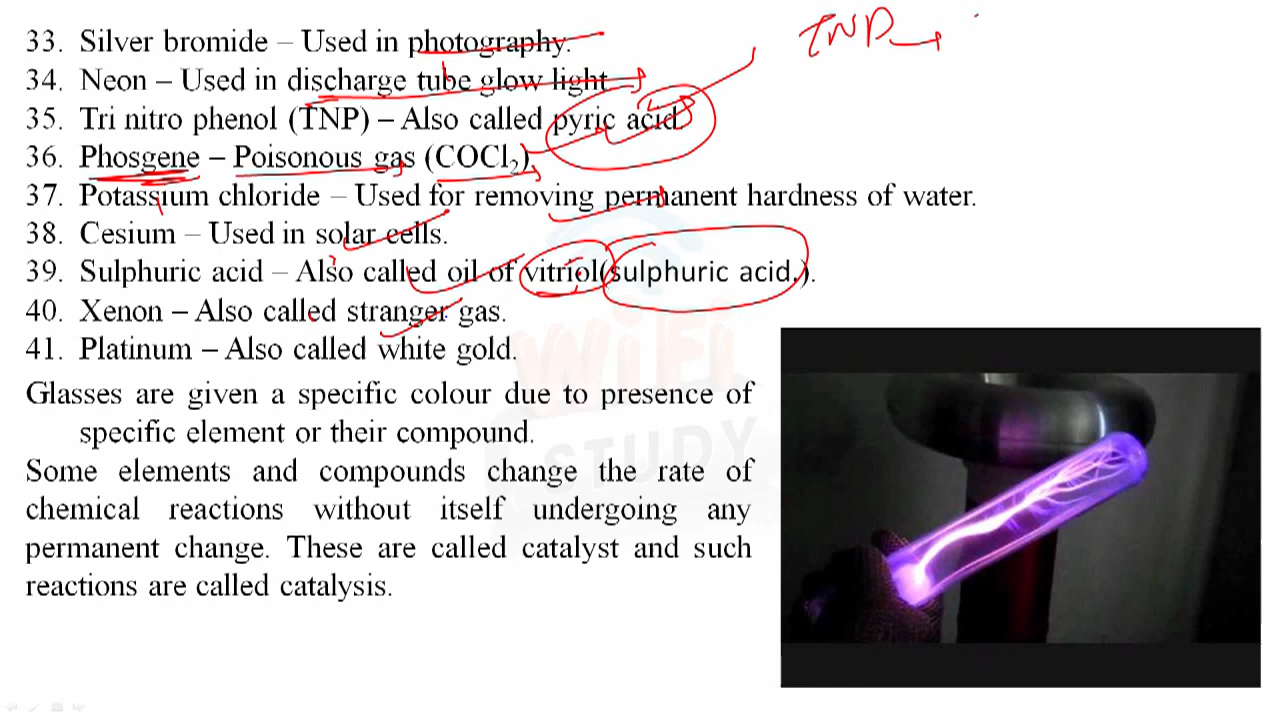 TNP
33. Silver bromide – Used in photography.
34. Neon – Used in discharge tube glow light
35. Tri nitro phenol (TNP) – Also called pyric acid.
36. Phosgene – Poisonous gas (COCl₂)
37. Potassium chloride – Used for removing permanent hardness of water.
38. Cesium – Used in solar cells.
39. Sulphuric acid – Also called oil of vitriol(sulphuric acid,).
40. Xenon – Also called stranger gas.
41. Platinum – Also called white gold.
Glasses are given a specific colour due to presence of
specific element or their compound.
Some elements and compounds change the rate of
chemical reactions without itself undergoing any
permanent change. These are called catalyst and such
reactions are called catalysis.
WiFi
STUDY